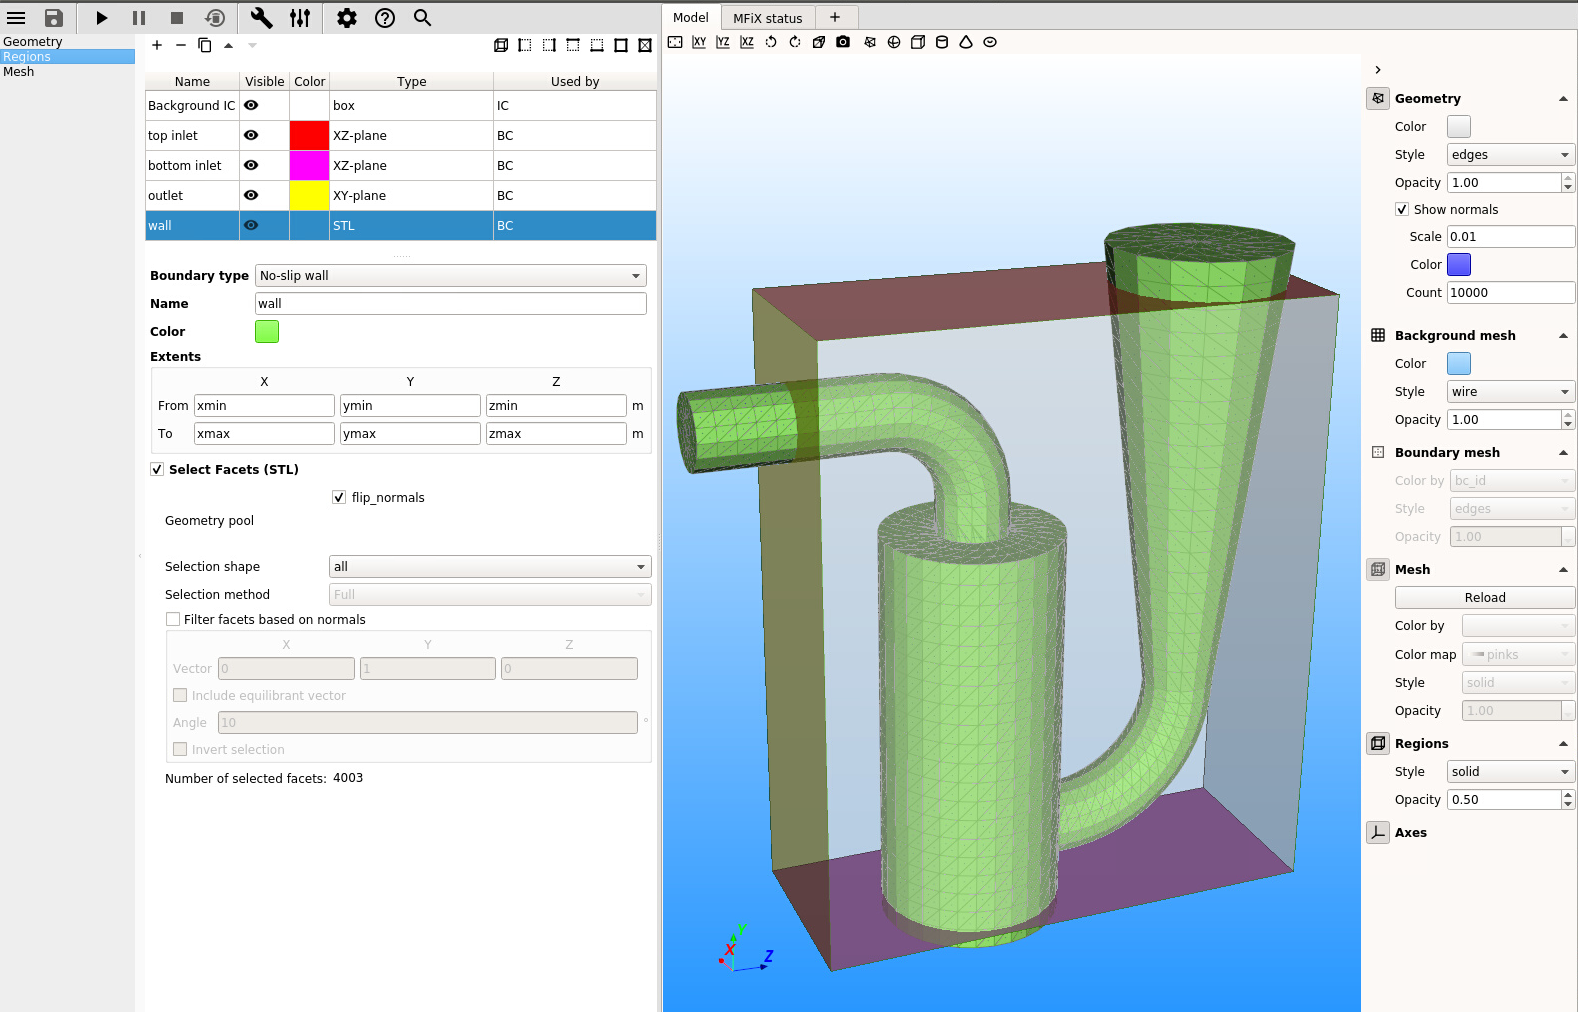 Model
MFiX status
+
Geometry
Regions
Mesh
XY
YZ
XZ
Name Visible Color Type Used by
Background IC box IC
top inlet XZ-plane BC
bottom inlet XZ-plane BC
outlet XY-plane BC
wall STL BC
Boundary type No-slip wall
Name wall
Color
Extents
X Y Z
From xmin ymin zmin m
To xmax ymax zmax m
Select Facets (STL)
flip_normals
Geometry pool
Selection shape all
Selection method Full
Filter facets based on normals
X Y Z
Vector 0 1 0
Include equilibrant vector
Angle 10 °
Invert selection
Number of selected facets: 4003
Y
X
Z
Geometry
Color
Style edges
Opacity 1.00
Show normals
Scale 0.01
Color
Count 10000
Background mesh
Color
Style wire
Opacity 1.00
Boundary mesh
Color by bc_id
Style edges
Opacity 1.00
Mesh
Reload
Color by
Color map pinks
Style solid
Opacity 1.00
Regions
Style solid
Opacity 0.50
Axes